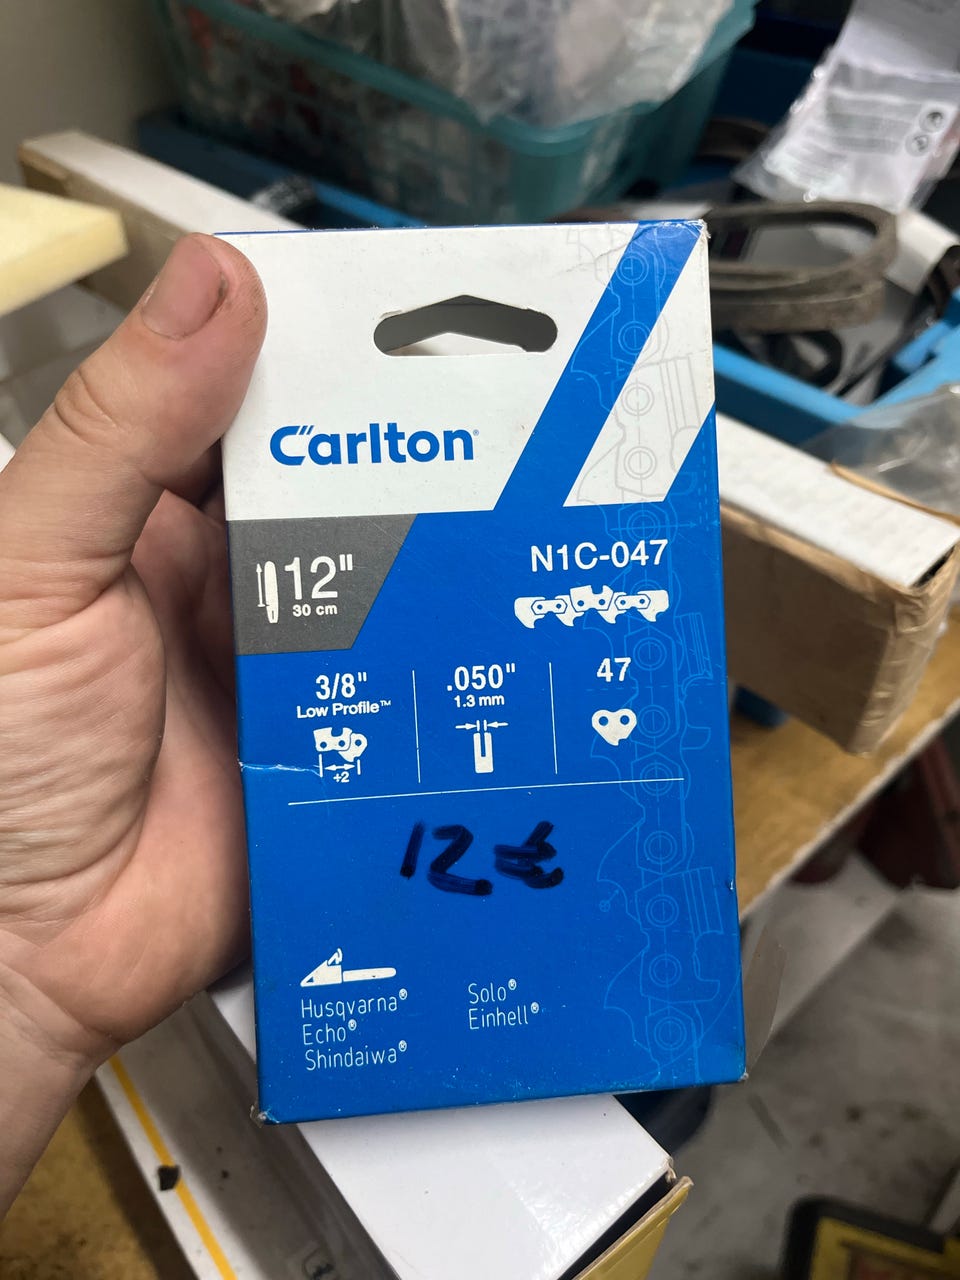 Carlton®
12"
30 cm
N1C-047
3/8"
Low Profile™
÷2
.050"
1.3 mm
47
12 €
Husqvarna®
Echo®
Shindaiwa®
Solo®
Einhell®